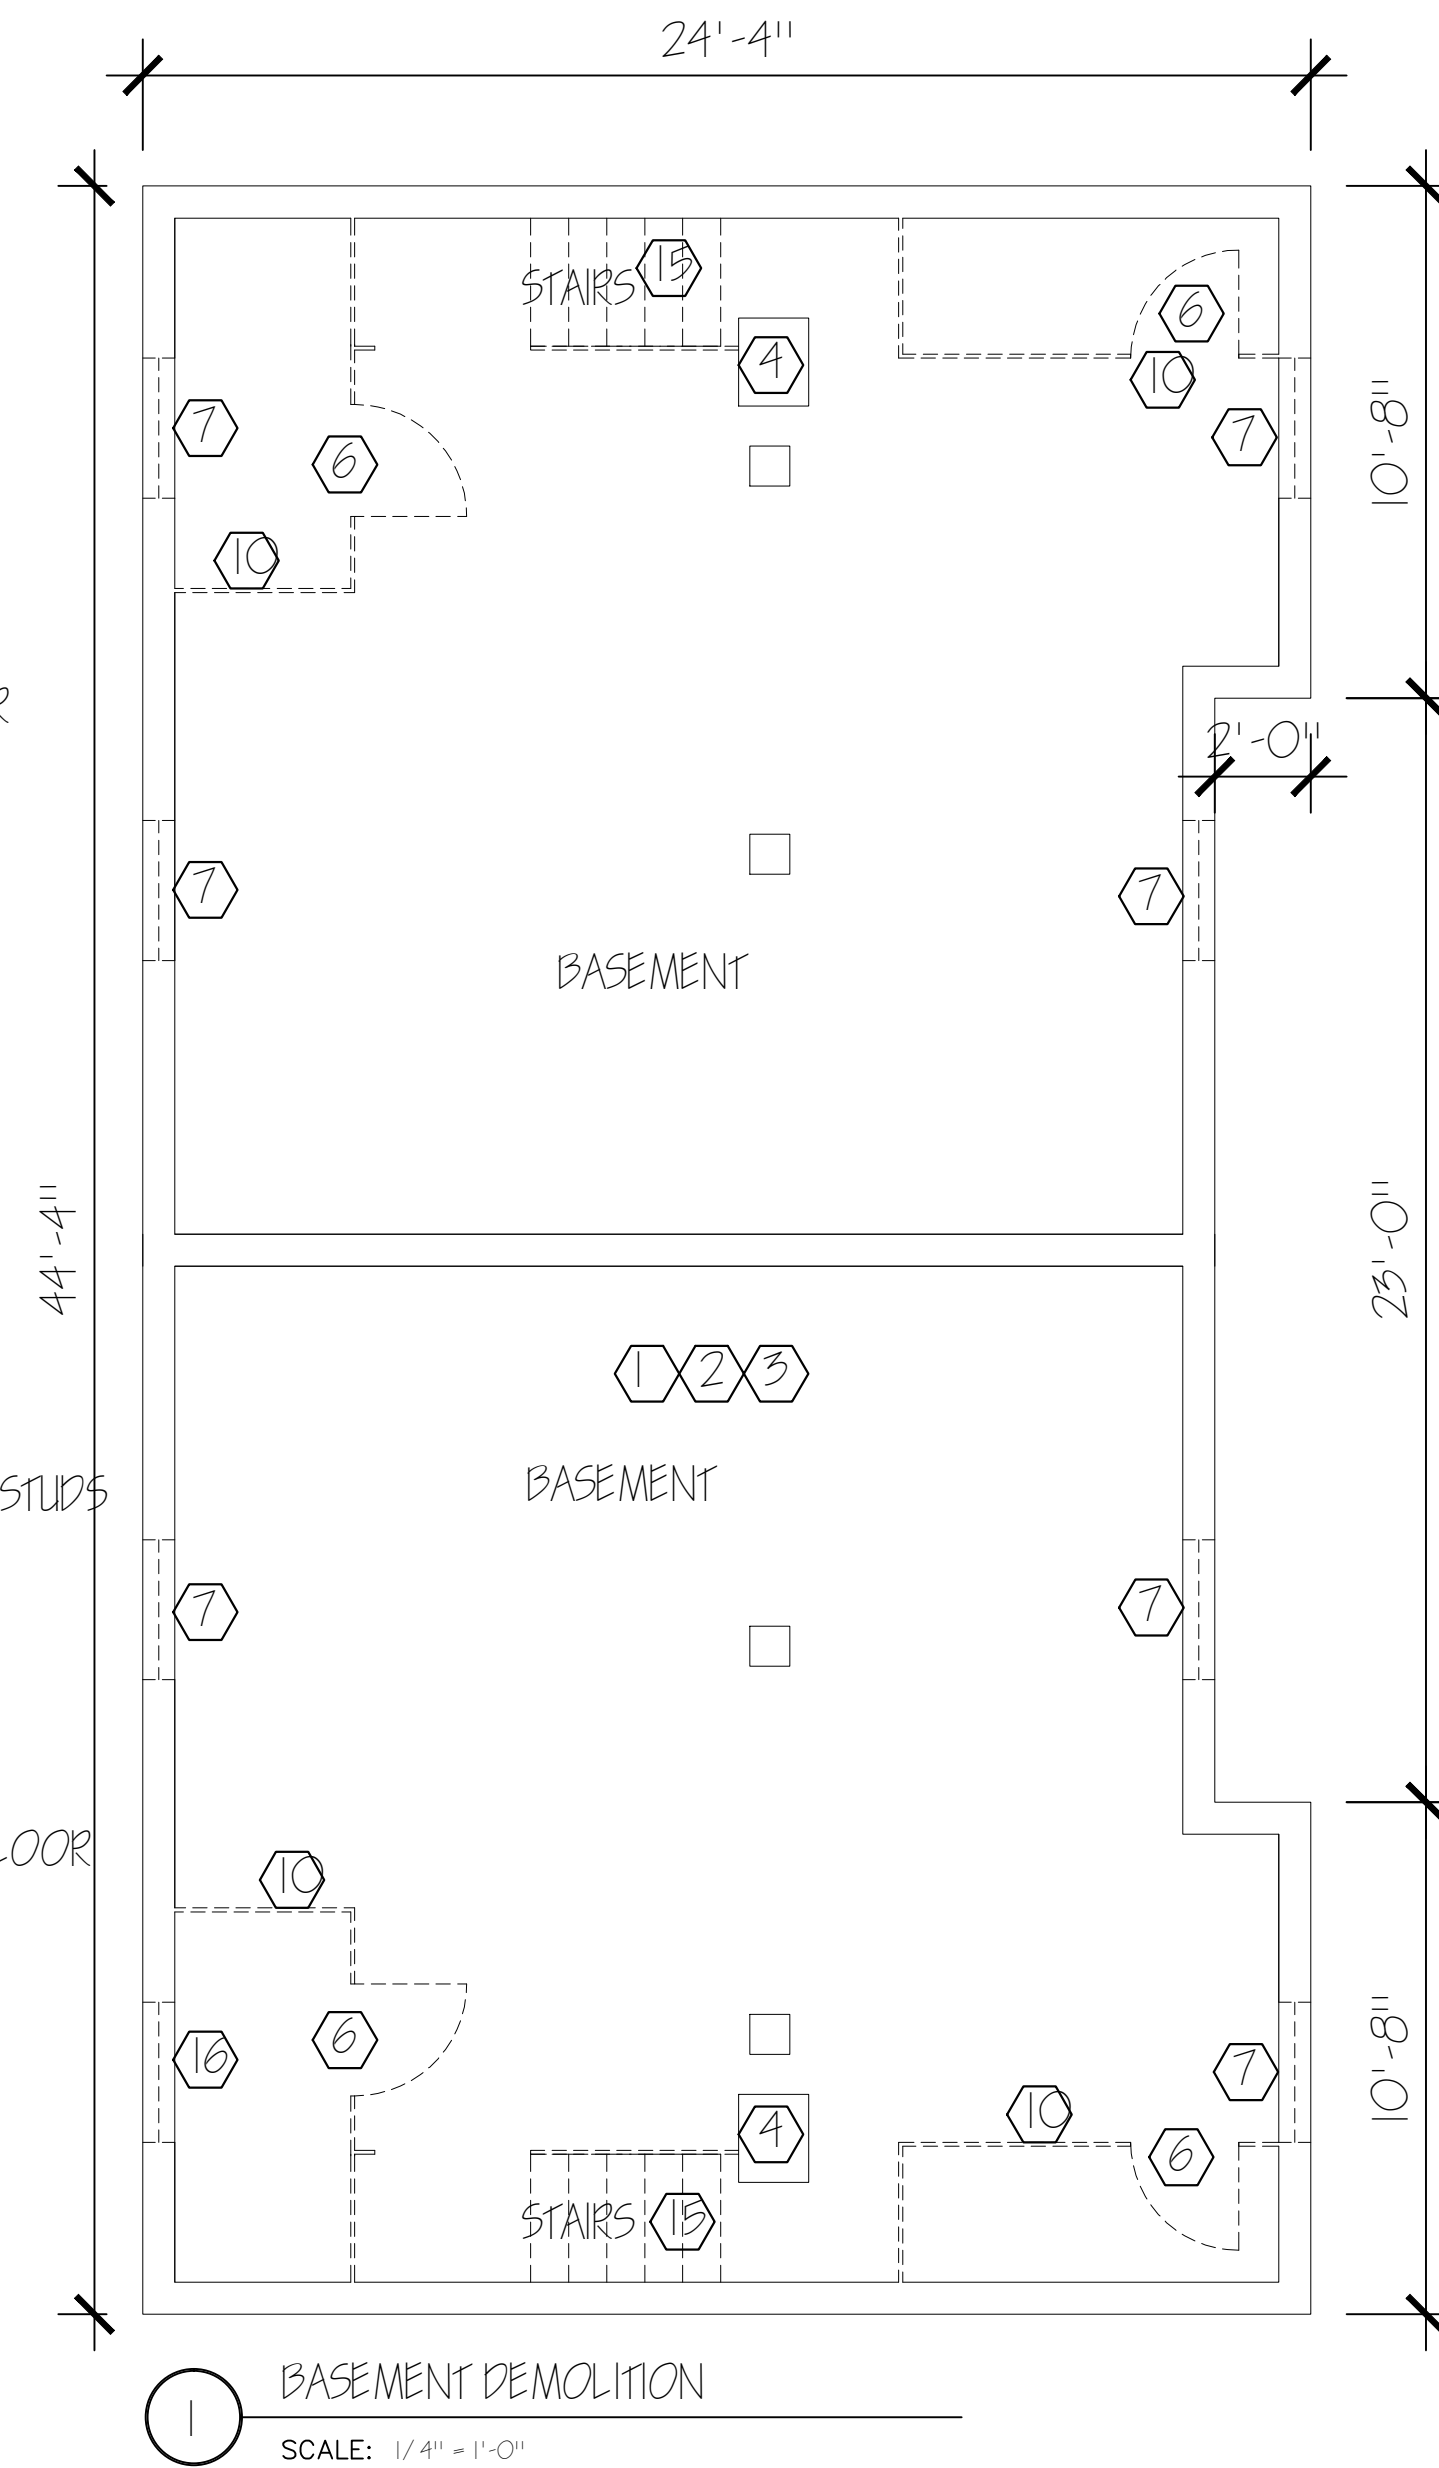 24'-4"
STAIRS
15
6
4
10
10'-8"
7
7
6
10
R
2'-0"
7
7
BASEMENT
44'-4"
23'-0"
1 2 3
BASEMENT
STUDS
7
7
LOOR
10
6
16
7
10'-8"
10
4
6
STAIRS
15
BASEMENT DEMOLITION
1
SCALE: 1/4" = 1'-0"